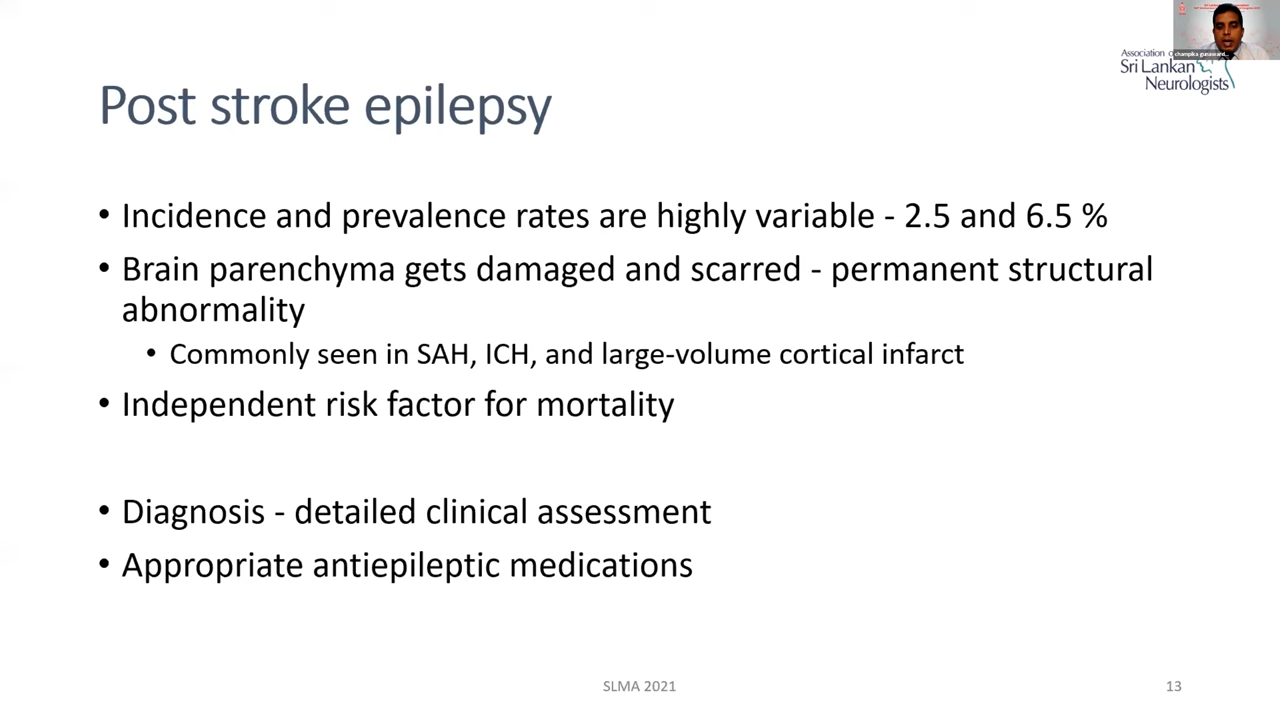 Association
Sri Lankan
Neurologists
Post stroke epilepsy
• Incidence and prevalence rates are highly variable - 2.5 and 6.5 %
• Brain parenchyma gets damaged and scarred - permanent structural
abnormality
• Commonly seen in SAH, ICH, and large-volume cortical infarct
• Independent risk factor for mortality
• Diagnosis - detailed clinical assessment
• Appropriate antiepileptic medications
SLMA 2021
13